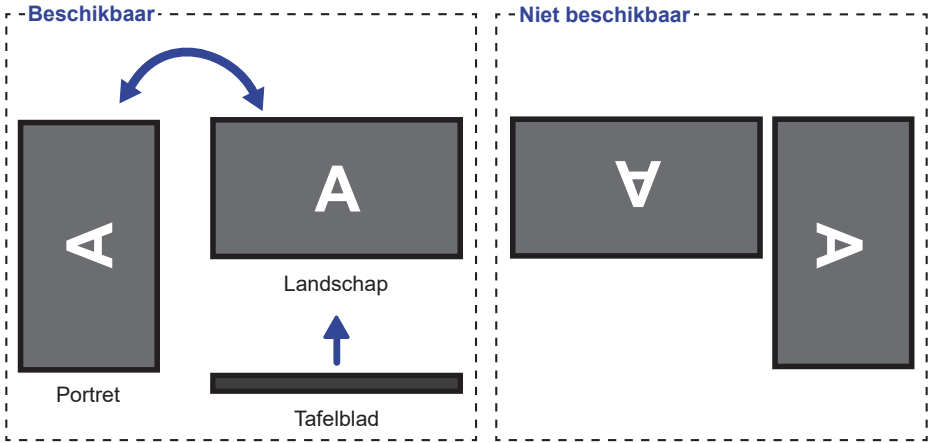 Beschikbaar
Niet beschikbaar
A
A
A
A
Landschap
Portret
Tafelblad